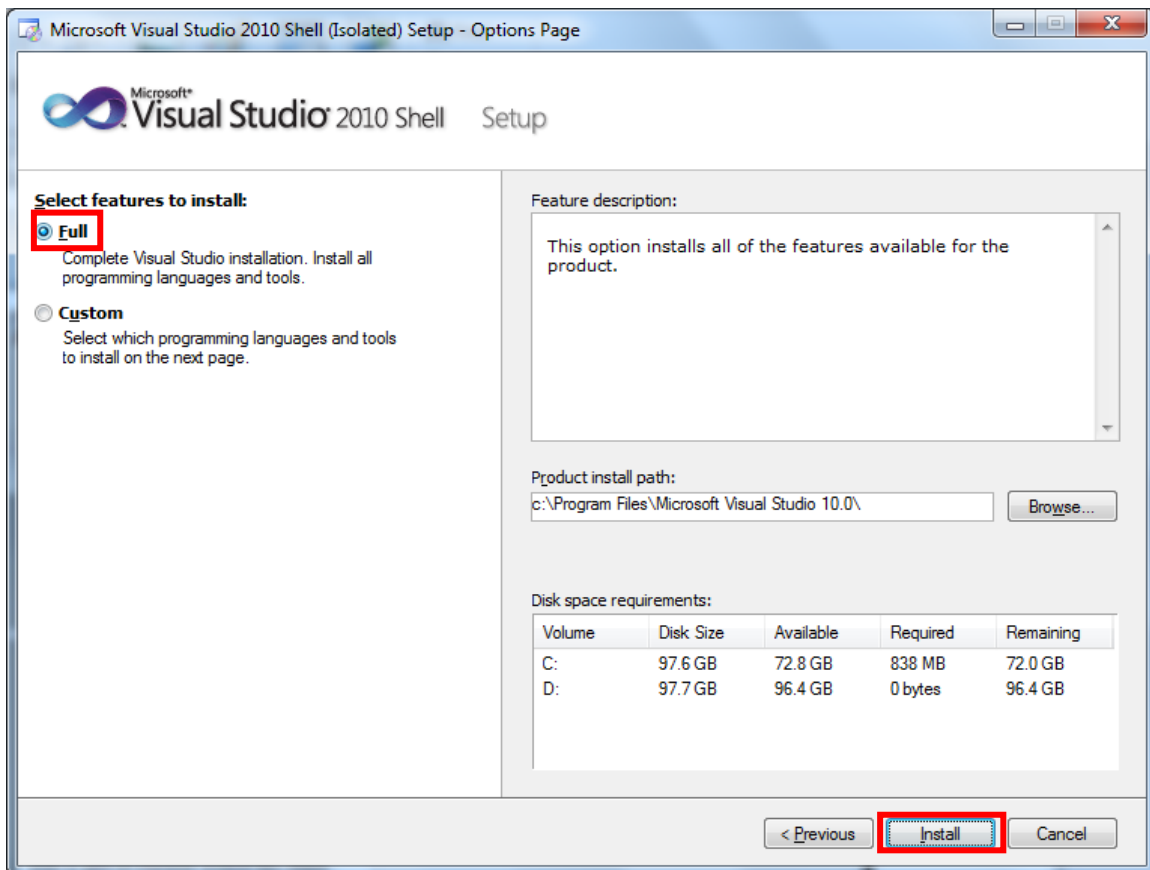 Microsoft Visual Studio 2010 Shell (Isolated) Setup - Options Page
Microsoft®
Visual Studio® 2010 Shell Setup
Select features to install:
Full
Complete Visual Studio installation. Install all
programming languages and tools.
Custom
Select which programming languages and tools
to install on the next page.
Feature description:
This option installs all of the features available for the
product.
Product install path:
c:\Program Files\Microsoft Visual Studio 10.0\
Browse...
Disk space requirements:
Volume Disk Size Available Required Remaining
C: 97.6 GB 72.8 GB 838 MB 72.0 GB
D: 97.7 GB 96.4 GB 0 bytes 96.4 GB
< Previous Install Cancel